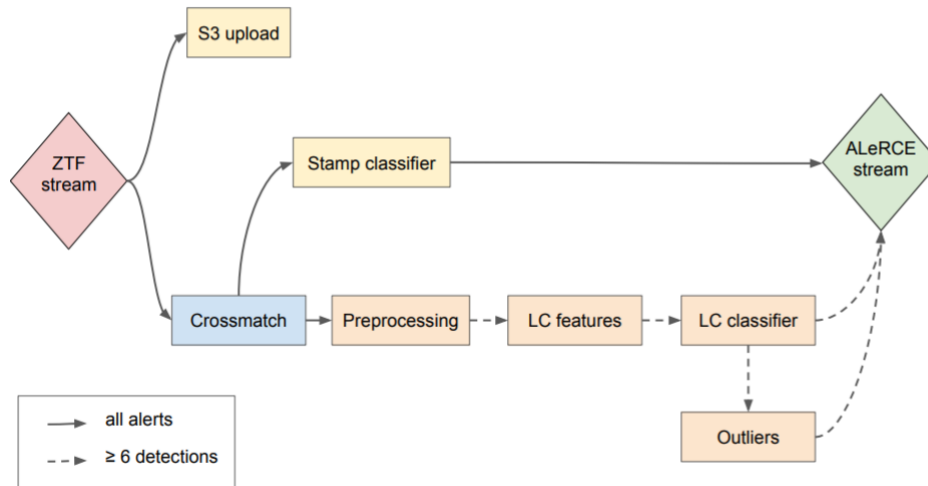 S3 upload
ZTF
stream
Stamp classifier
ALeRCE
stream
Crossmatch
Preprocessing
LC features
LC classifier
Outliers
all alerts
≥ 6 detections